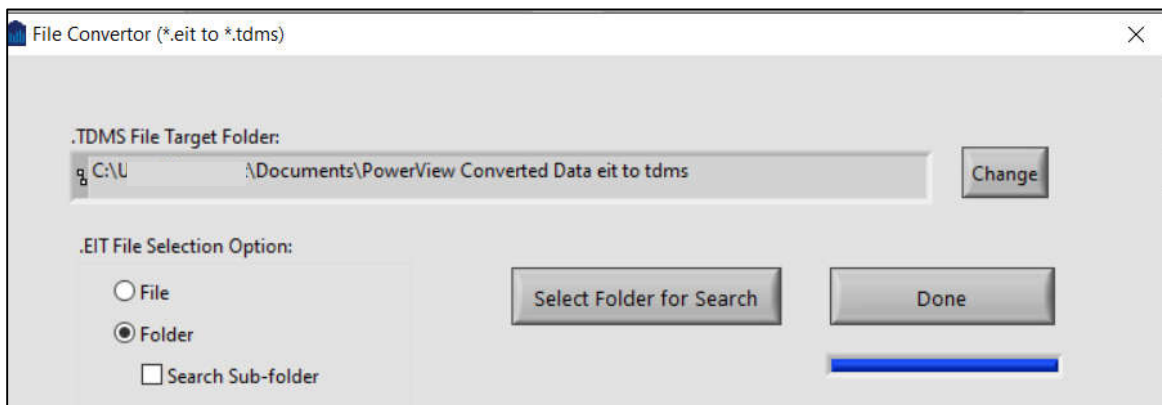 File Convertor (*.eit to *.tdms)
.TDMS File Target Folder:
C:\U :\Documents\PowerView Converted Data eit to tdms
Change
.EIT File Selection Option:
File
Select Folder for Search
Done
Folder
Search Sub-folder